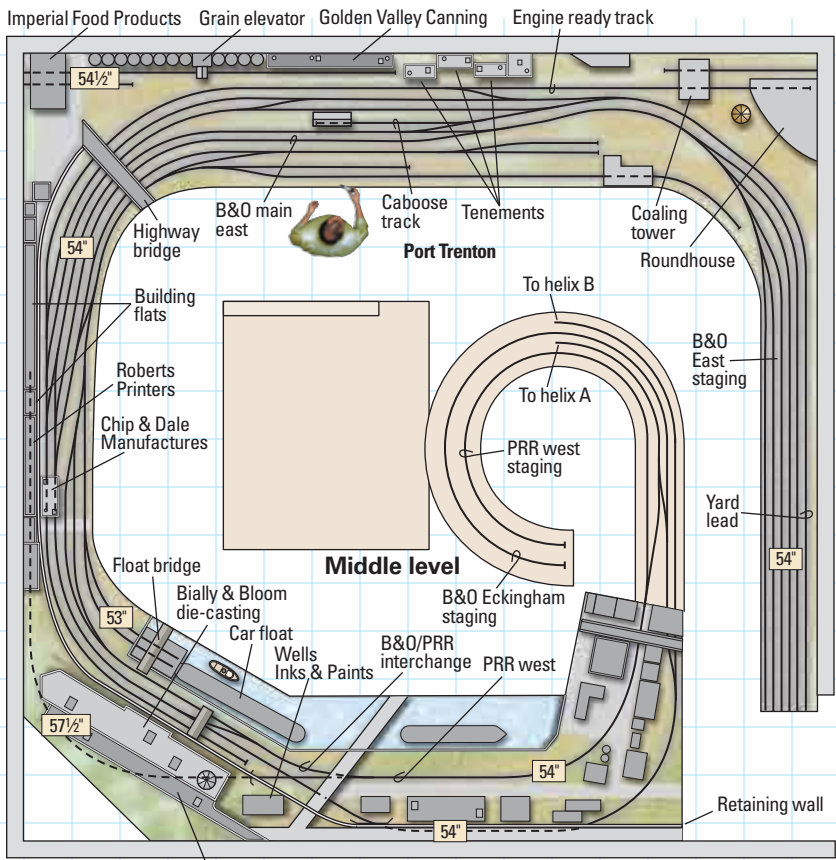 Imperial Food Products
Grain elevator
Golden Valley Canning
Engine ready track
54½"
B&O main
east
Caboose
track
Tenements
Coaling
tower
Roundhouse
Highway
bridge
Port Trenton
54"
Building
flats
To helix B
B&O
East
staging
Roberts
Printers
To helix A
Chip & Dale
Manufactures
PRR west
staging
Yard
lead
Middle level
54"
Float bridge
B&O Eckingham
staging
Bially & Bloom
die-casting
53"
Car float
Wells
Inks & Paints
B&O/PRR
interchange
PRR west
57½"
54"
Retaining wall
54"